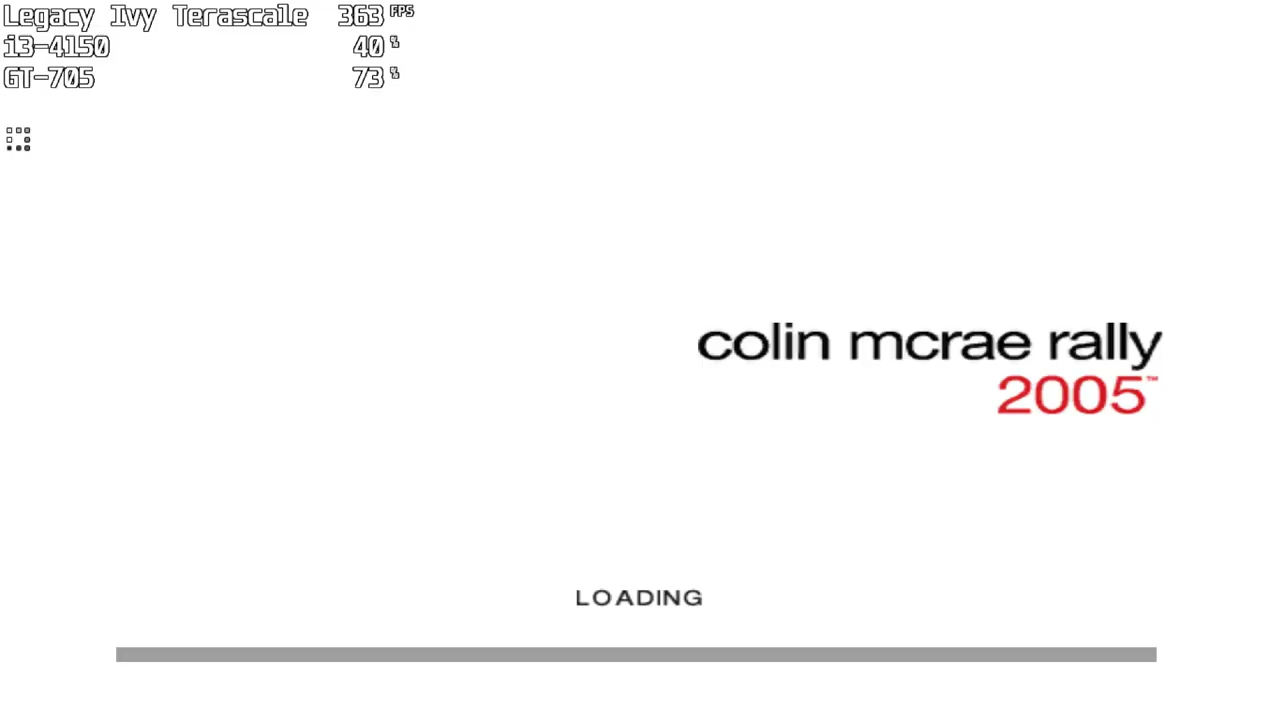 Legacy Ivy Terascale 363 FPS
i3-4150 40 %
GT-705 73 %
colin mcrae rally
2005™
LOADING